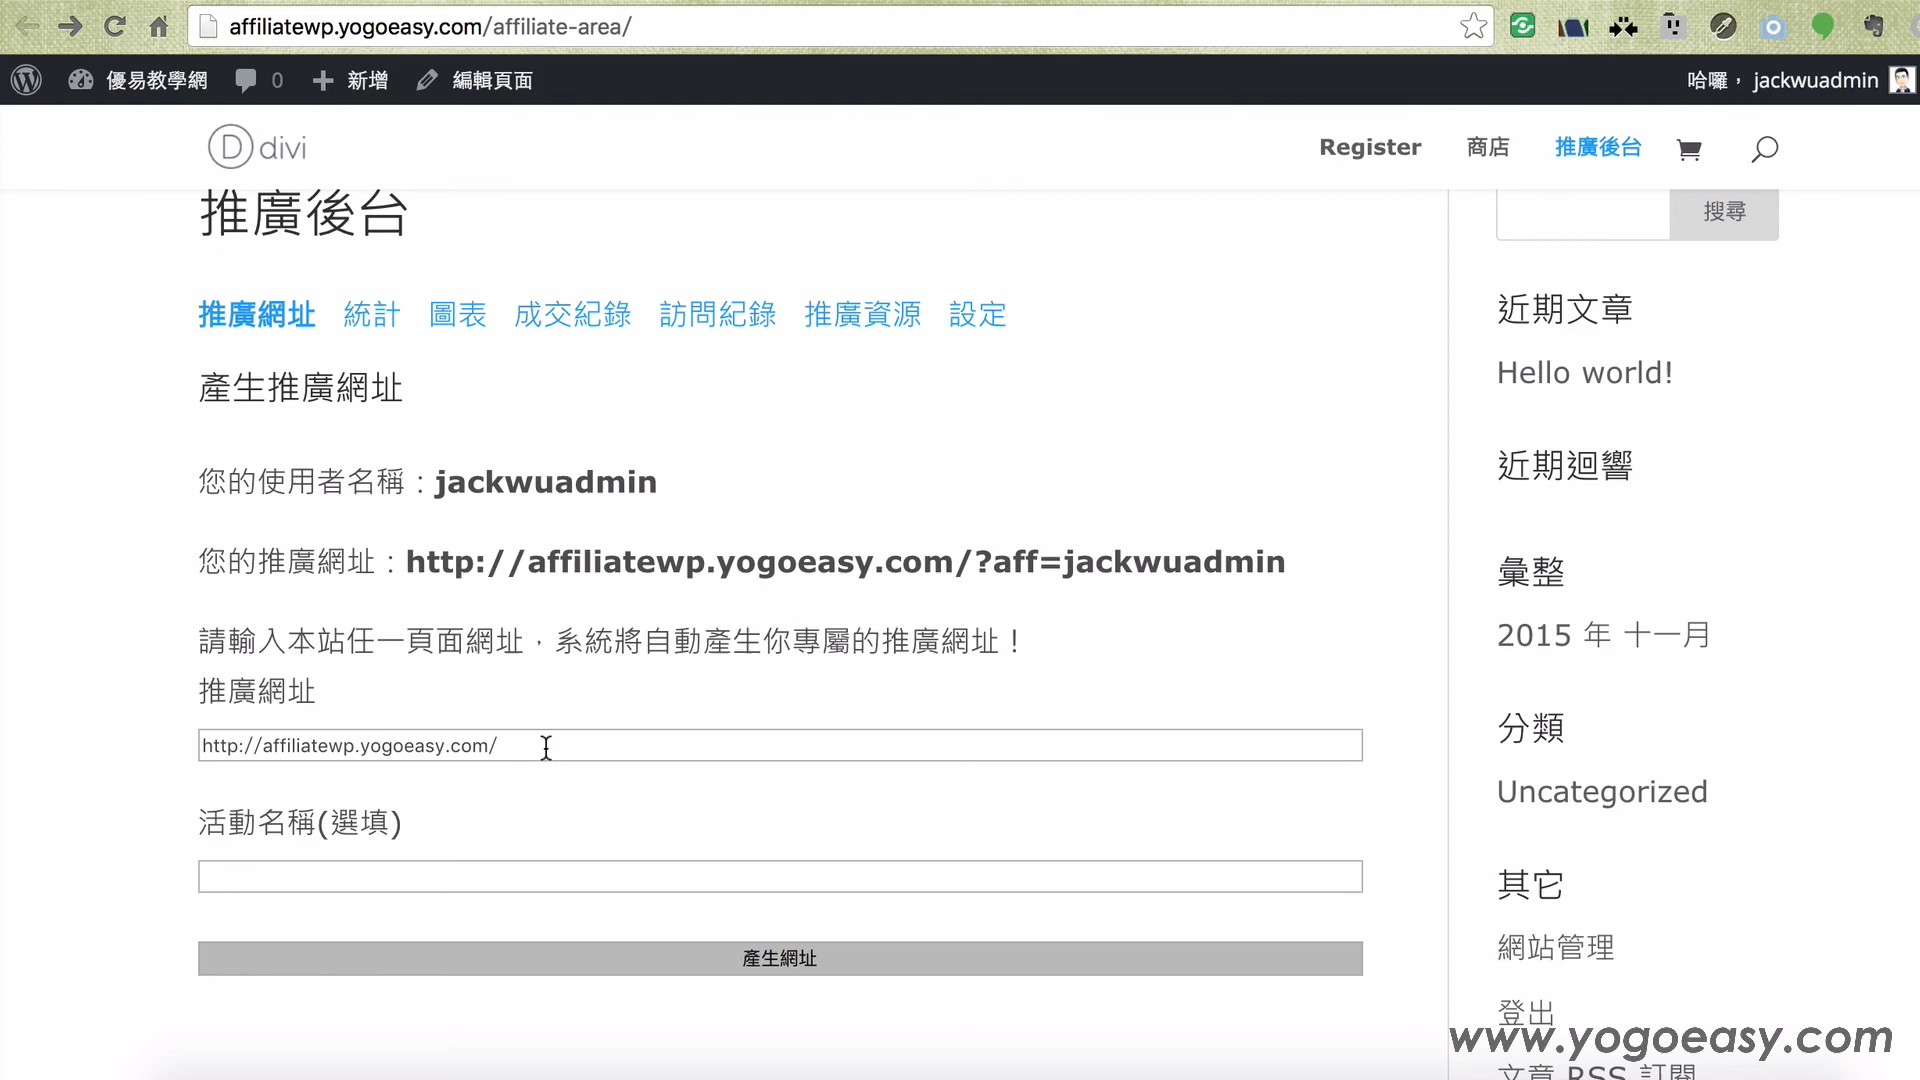 affiliatewp.yogoeasy.com/affiliate-area/
優易教學網 0 新增 編輯頁面 哈囉，jackwuadmin
D divi Register 商店 推廣後台
推廣後台
推廣網址 統計 圖表 成交紀錄 訪問紀錄 推廣資源 設定
產生推廣網址
您的使用者名稱：jackwuadmin
您的推廣網址：http://affiliatewp.yogoeasy.com/?aff=jackwuadmin
請輸入本站任一頁面網址，系統將自動產生你專屬的推廣網址！
推廣網址
http://affiliatewp.yogoeasy.com/
活動名稱(選填)
產生網址
搜尋
近期文章
Hello world!
近期迴響
彙整
2015 年 十一月
分類
Uncategorized
其它
網站管理
登出
文章 RSS 訂閱
www.yogoeasy.com